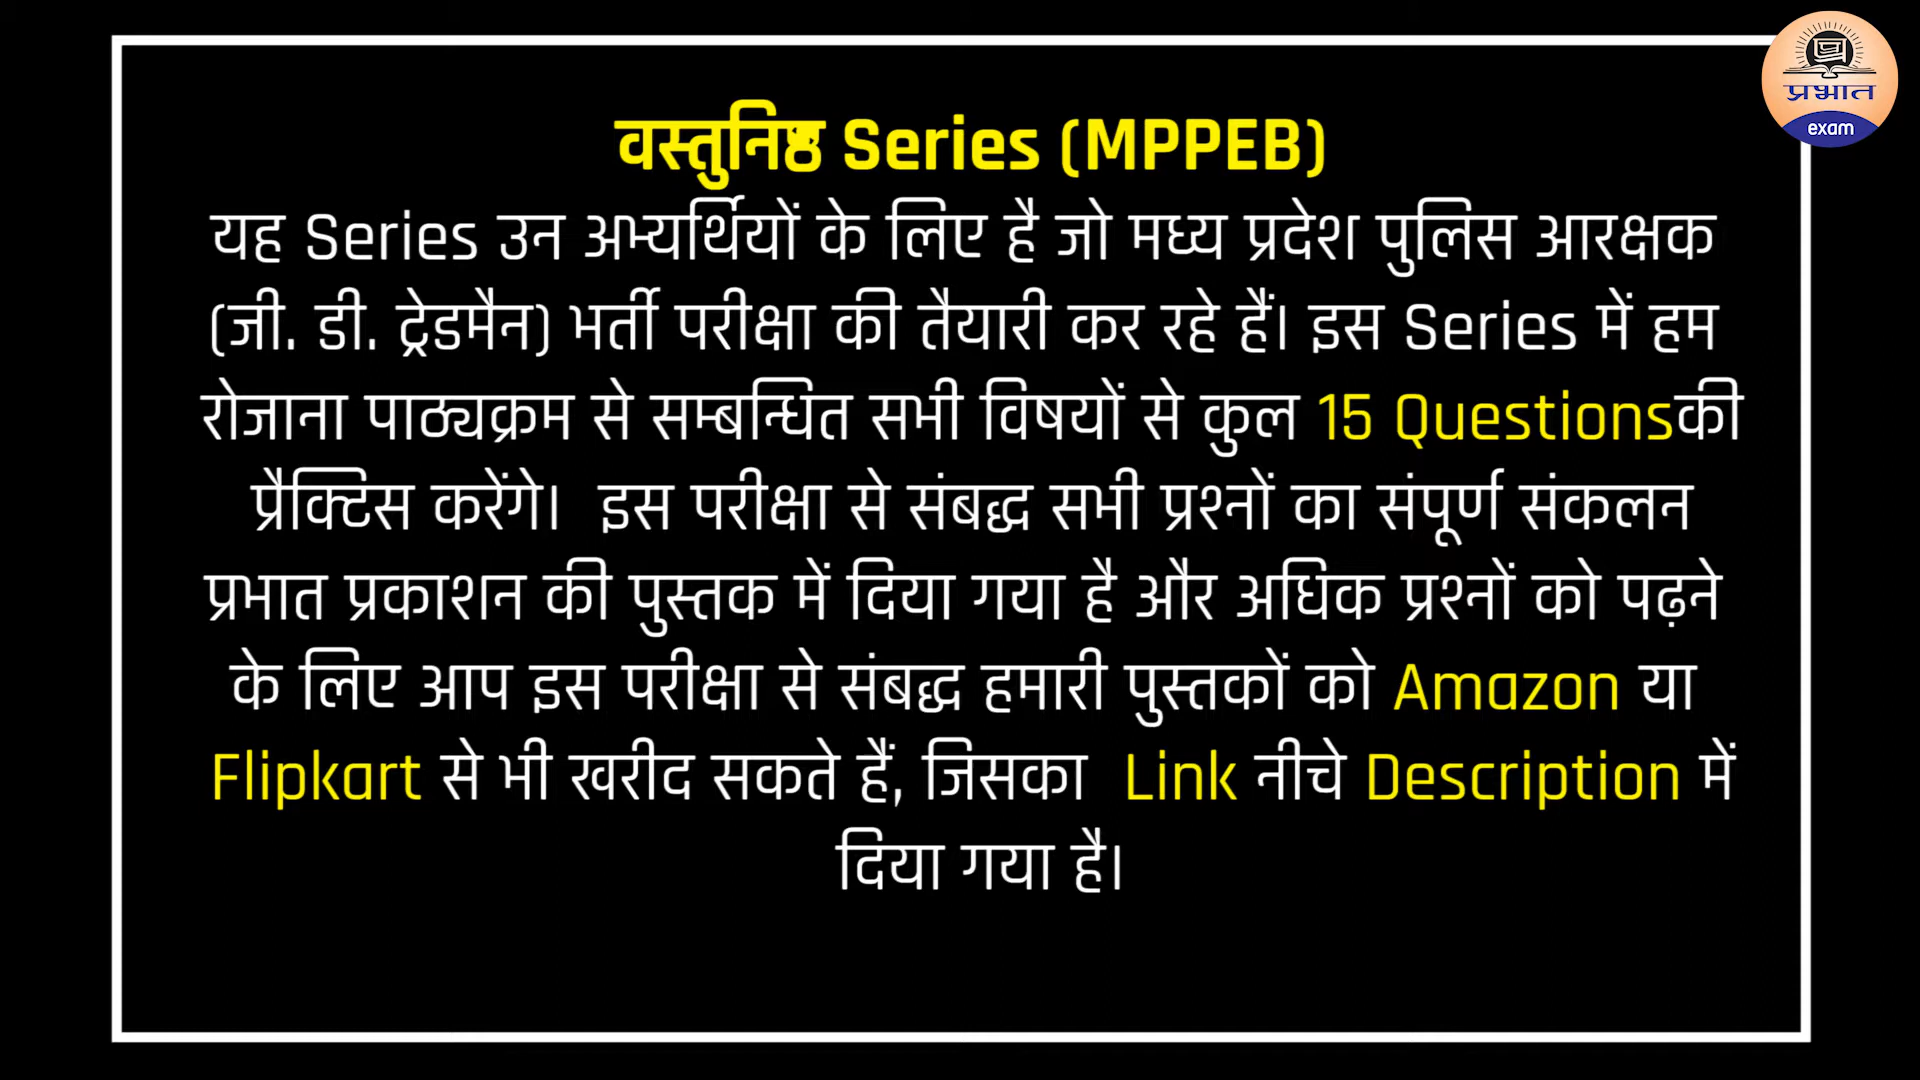 प्रभात
exam
वस्तुनिष्ठ Series (MPPEB)
यह Series उन अभ्यर्थियों के लिए है जो मध्य प्रदेश पुलिस आरक्षक
(जी. डी. ट्रेडमैन) भर्ती परीक्षा की तैयारी कर रहे हैं। इस Series में हम
रोजाना पाठ्यक्रम से सम्बन्धित सभी विषयों से कुल 15 Questionsकी
प्रैक्टिस करेंगे।  इस परीक्षा से संबद्ध सभी प्रश्नों का संपूर्ण संकलन
प्रभात प्रकाशन की पुस्तक में दिया गया है और अधिक प्रश्नों को पढ़ने
के लिए आप इस परीक्षा से संबद्ध हमारी पुस्तकों को Amazon या
Flipkart से भी खरीद सकते हैं, जिसका  Link नीचे Description में
दिया गया है।